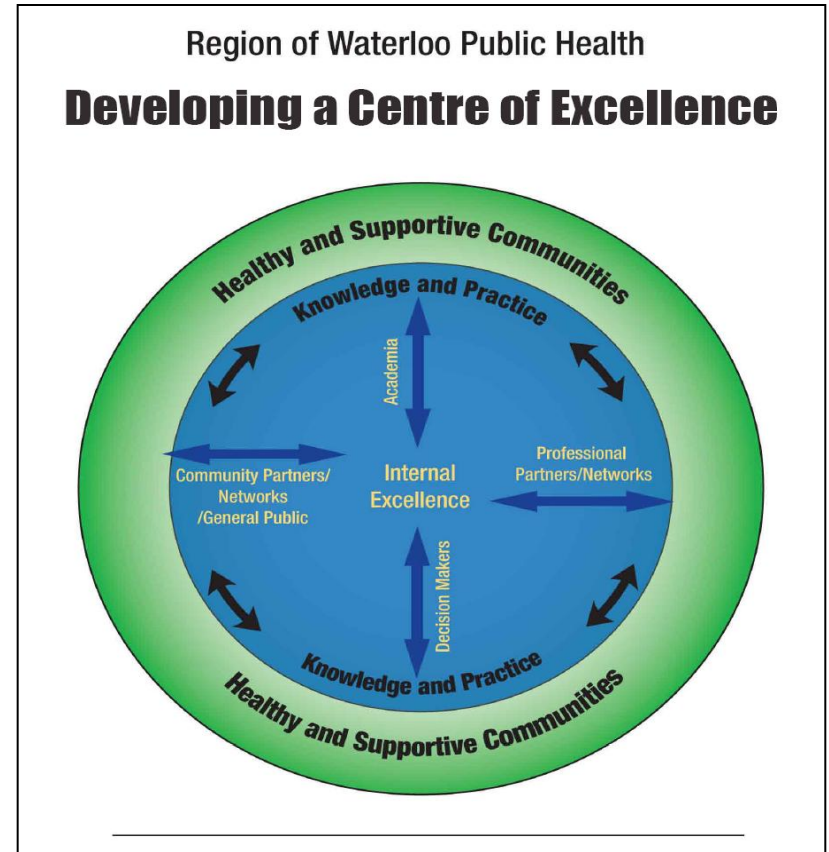 Region of Waterloo Public Health
Developing a Centre of Excellence
Healthy and Supportive Communities
Knowledge and Practice
Academia
Community Partners/
Networks
/General Public
Internal
Excellence
Professional
Partners/Networks
Decision Makers
Knowledge and Practice
Healthy and Supportive Communities